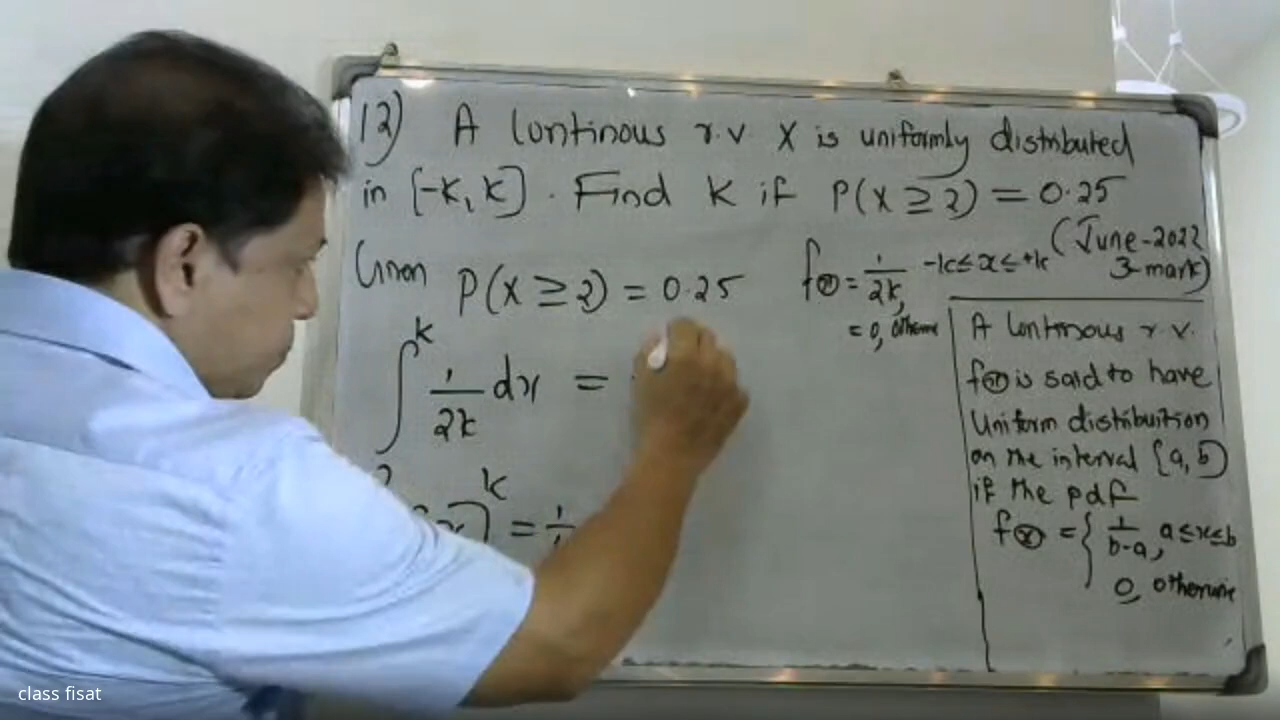 12) A Continous r.v X is uniformly distributed
in [-k, k]. Find k if P(X ≥ 2) = 0.25
(June-2022
3-mark)
Given P(X ≥ 2) = 0.25
f(x) = 1/2k, -k ≤ x ≤ +k
= 0, otherwise
∫ k 1/2k dx =
k
= 1/
A Continous r.v.
f(x) is said to have
Uniform distribution
on the interval [a, b]
if the pdf
f(x) = { 1/b-a, a≤x≤b
0, otherwise
class fisat